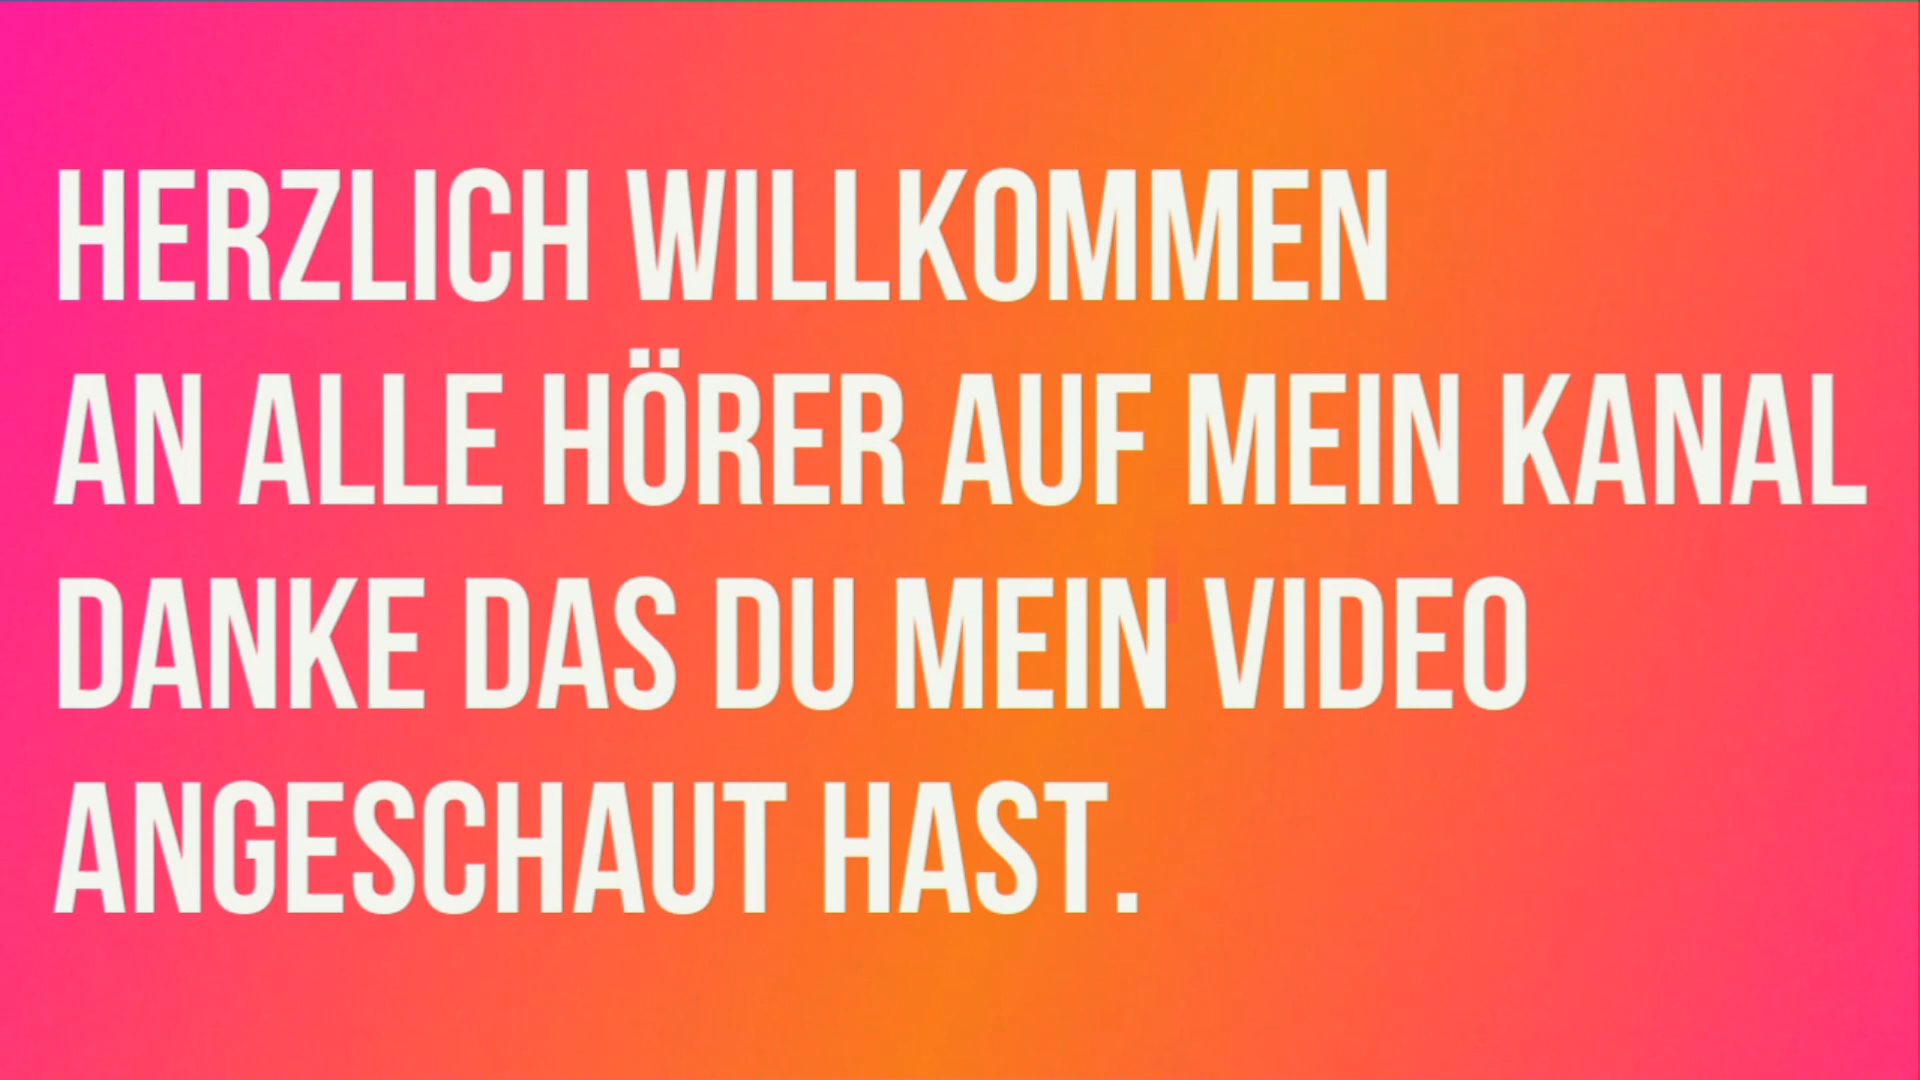 HERZLICH WILLKOMMEN
AN ALLE HÖRER AUF MEIN KANAL
DANKE DAS DU MEIN VIDEO
ANGESCHAUT HAST.